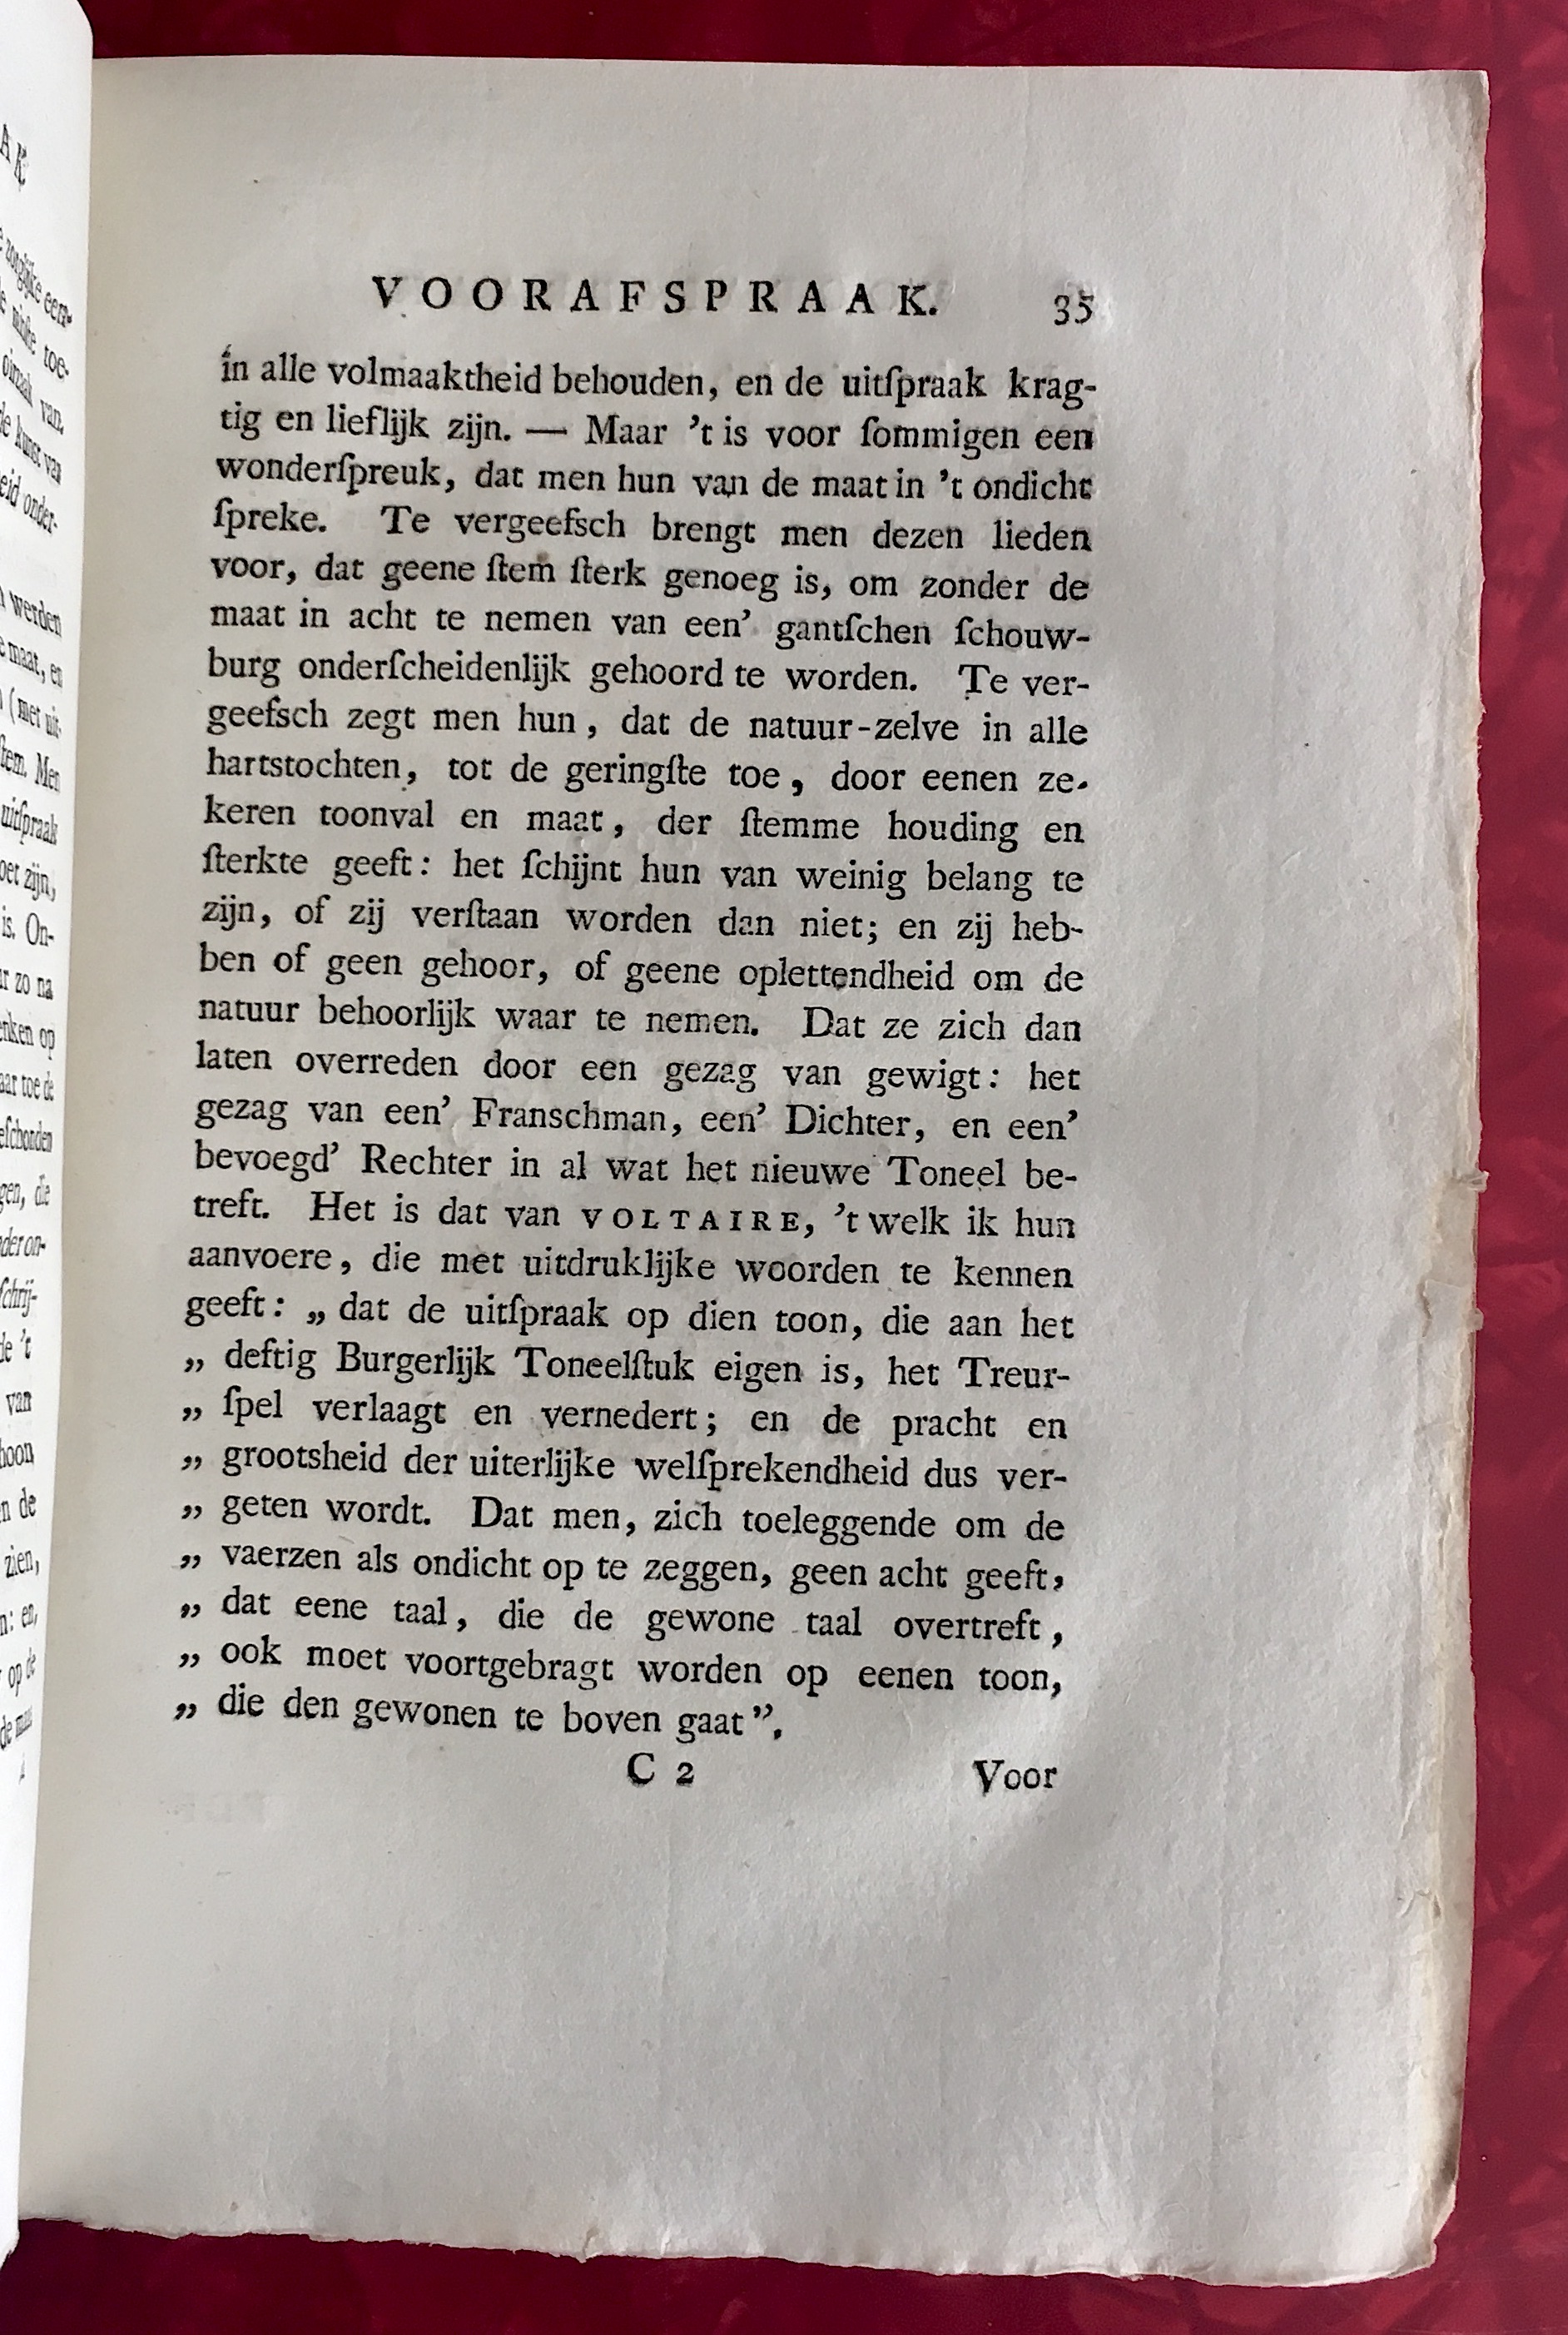 VOORAFSPRAAK. 35
in alle volmaaktheid behouden, en de uitſpraak krag-
tig en lieflijk zijn. — Maar 't is voor ſommigen een
wonderſpreuk, dat men hun van de maat in 't ondicht
ſpreke. Te vergeefsch brengt men dezen lieden
voor, dat geene ſtem ſterk genoeg is, om zonder de
maat in acht te nemen van een' gantſchen ſchouw-
burg onderſcheidenlijk gehoord te worden. Te ver-
geefsch zegt men hun, dat de natuur-zelve in alle
hartstochten, tot de geringſte toe, door eenen ze-
keren toonval en maat, der ſtemme houding en
ſterkte geeft: het ſchijnt hun van weinig belang te
zijn, of zij verſtaan worden dan niet; en zij heb-
ben of geen gehoor, of geene oplettendheid om de
natuur behoorlijk waar te nemen. Dat ze zich dan
laten overreden door een gezag van gewigt: het
gezag van een' Franschman, een' Dichter, en een'
bevoegd' Rechter in al wat het nieuwe Toneel be-
treft. Het is dat van VOLTAIRE, 't welk ik hun
aanvoere, die met uitdruklijke woorden te kennen
geeft: „ dat de uitſpraak op dien toon, die aan het
„ deftig Burgerlijk Toneelſtuk eigen is, het Treur-
„ ſpel verlaagt en vernedert; en de pracht en
„ grootsheid der uiterlijke welſprekendheid dus ver-
„ geten wordt. Dat men, zich toeleggende om de
„ vaerzen als ondicht op te zeggen, geen acht geeft,
„ dat eene taal, die de gewone taal overtreft,
„ ook moet voortgebragt worden op eenen toon,
„ die den gewonen te boven gaat”.
C 2 Voor